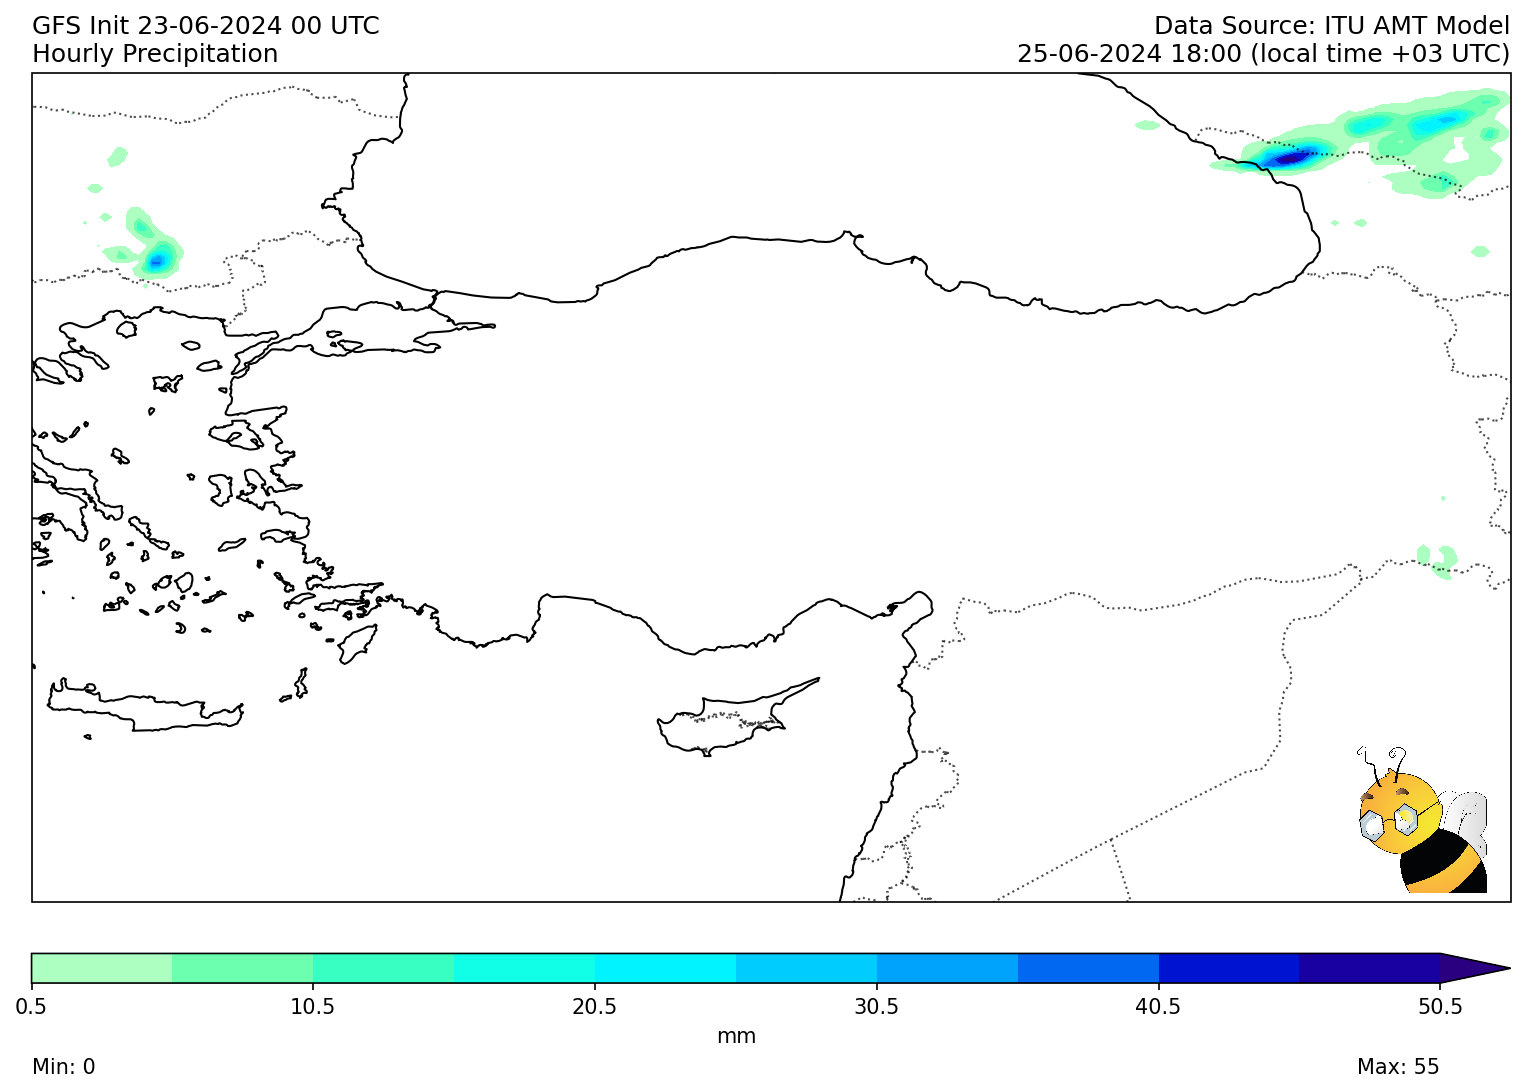 GFS Init 23-06-2024 00 UTC
Data Source: ITU AMT Model
Hourly Precipitation
25-06-2024 18:00 (local time +03 UTC)
0.5
10.5
20.5
30.5
40.5
50.5
mm
Min: 0
Max: 55